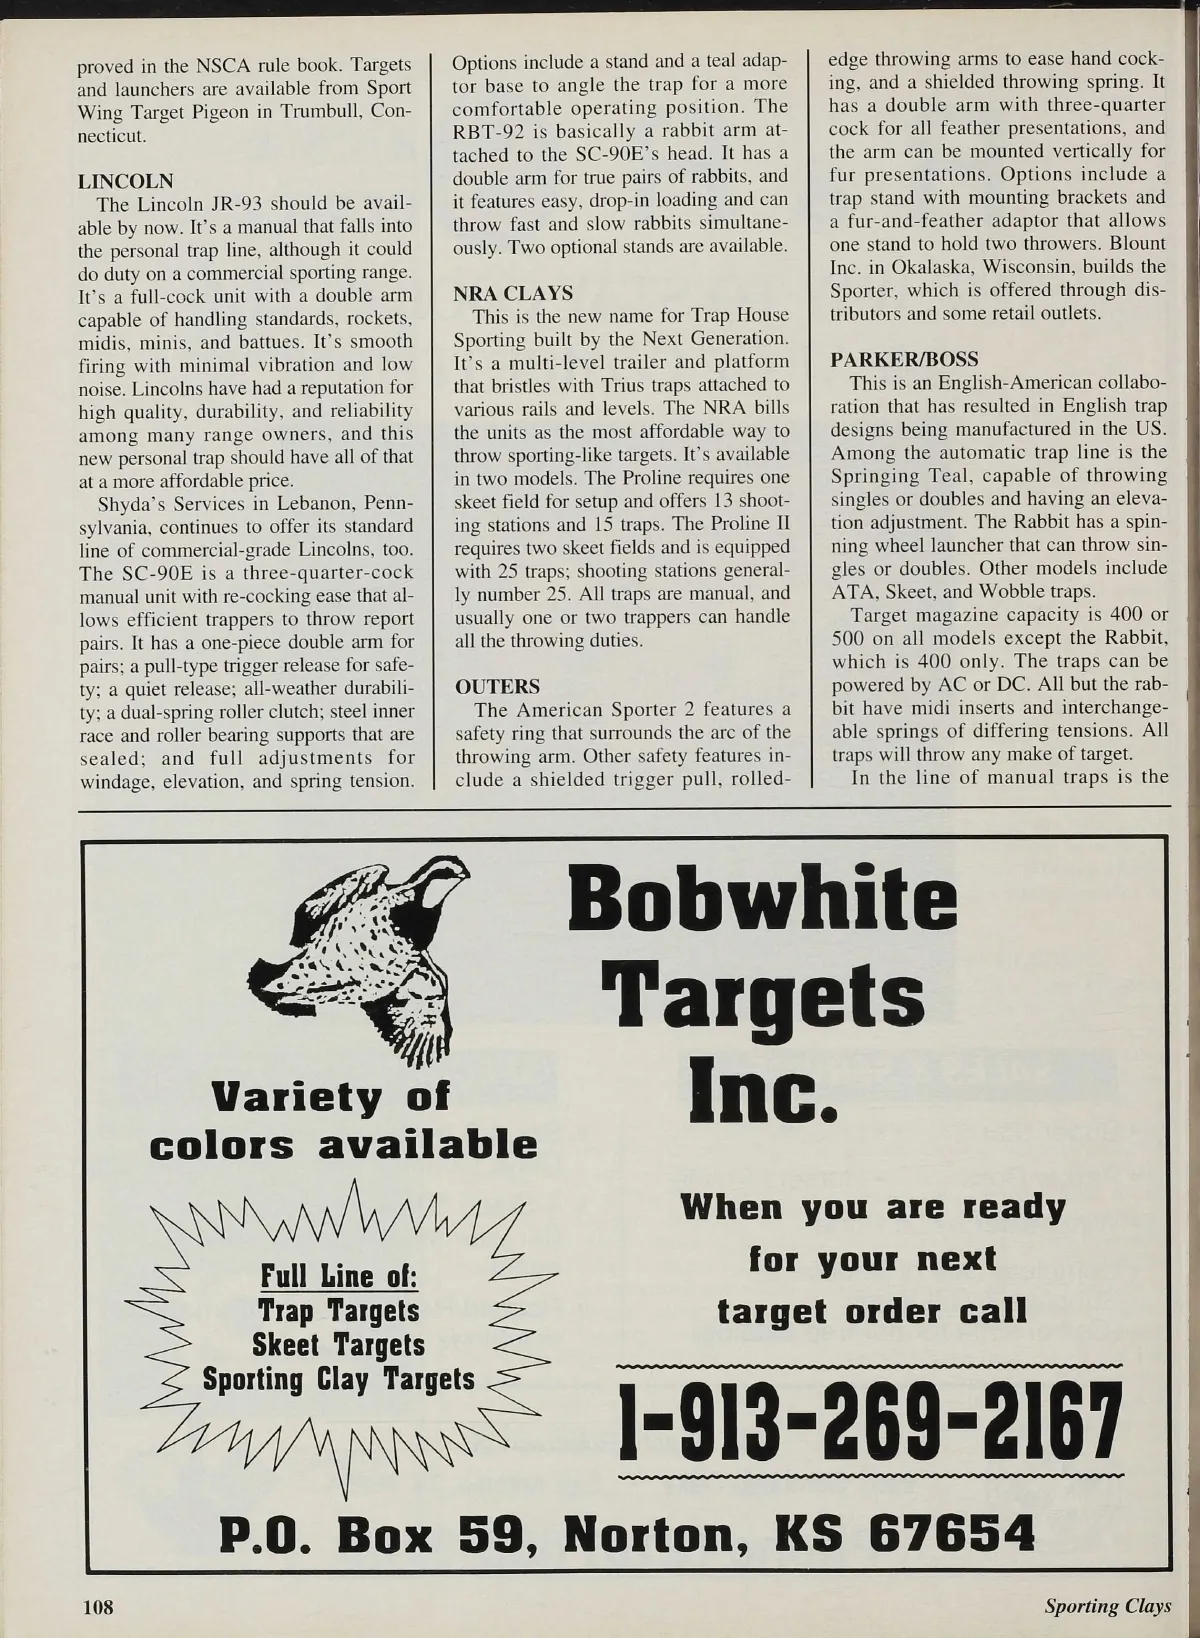 proved in the NSCA rule book. Targets
and launchers are available from Sport
Wing Target Pigeon in Trumbull, Con-
necticut.
LINCOLN
The Lincoln JR-93 should be avail-
able by now. It's a manual that falls into
the personal trap line, although it could
do duty on a commercial sporting range.
It's a full-cock unit with a double arm
capable of handling standards, rockets,
midis, minis, and battues. It's smooth
firing with minimal vibration and low
noise. Lincolns have had a reputation for
high quality, durability, and reliability
among many range owners, and this
new personal trap should have all of that
at a more affordable price.
Shyda's Services in Lebanon, Penn-
sylvania, continues to offer its standard
line of commercial-grade Lincolns, too.
The SC-90E is a three-quarter-cock
manual unit with re-cocking ease that al-
lows efficient trappers to throw report
pairs. It has a one-piece double arm for
pairs; a pull-type trigger release for safe-
ty; a quiet release; all-weather durabili-
ty; a dual-spring roller clutch; steel inner
race and roller bearing supports that are
sealed; and full adjustments for
windage, elevation, and spring tension.
Options include a stand and a teal adap-
tor base to angle the trap for a more
comfortable operating position. The
RBT-92 is basically a rabbit arm at-
tached to the SC-90E's head. It has a
double arm for true pairs of rabbits, and
it features easy, drop-in loading and can
throw fast and slow rabbits simultane-
ously. Two optional stands are available.
NRA CLAYS
This is the new name for Trap House
Sporting built by the Next Generation.
It's a multi-level trailer and platform
that bristles with Trius traps attached to
various rails and levels. The NRA bills
the units as the most affordable way to
throw sporting-like targets. It's available
in two models. The Proline requires one
skeet field for setup and offers 13 shoot-
ing stations and 15 traps. The Proline II
requires two skeet fields and is equipped
with 25 traps; shooting stations general-
ly number 25. All traps are manual, and
usually one or two trappers can handle
all the throwing duties.
OUTERS
The American Sporter 2 features a
safety ring that surrounds the arc of the
throwing arm. Other safety features in-
clude a shielded trigger pull, rolled-
edge throwing arms to ease hand cock-
ing, and a shielded throwing spring. It
has a double arm with three-quarter
cock for all feather presentations, and
the arm can be mounted vertically for
fur presentations. Options include a
trap stand with mounting brackets and
a fur-and-feather adaptor that allows
one stand to hold two throwers. Blount
Inc. in Okalaska, Wisconsin, builds the
Sporter, which is offered through dis-
tributors and some retail outlets.
PARKER/BOSS
This is an English-American collabo-
ration that has resulted in English trap
designs being manufactured in the US.
Among the automatic trap line is the
Springing Teal, capable of throwing
singles or doubles and having an eleva-
tion adjustment. The Rabbit has a spin-
ning wheel launcher that can throw sin-
gles or doubles. Other models include
ATA, Skeet, and Wobble traps.
Target magazine capacity is 400 or
500 on all models except the Rabbit,
which is 400 only. The traps can be
powered by AC or DC. All but the rab-
bit have midi inserts and interchange-
able springs of differing tensions. All
traps will throw any make of target.
In the line of manual traps is the
Bobwhite
Targets
Inc.
Variety of
colors available
Full Line of:
Trap Targets
Skeet Targets
Sporting Clay Targets
When you are ready
for your next
target order call
1-913-269-2167
P.O. Box 59, Norton, KS 67654
108
Sporting Clays